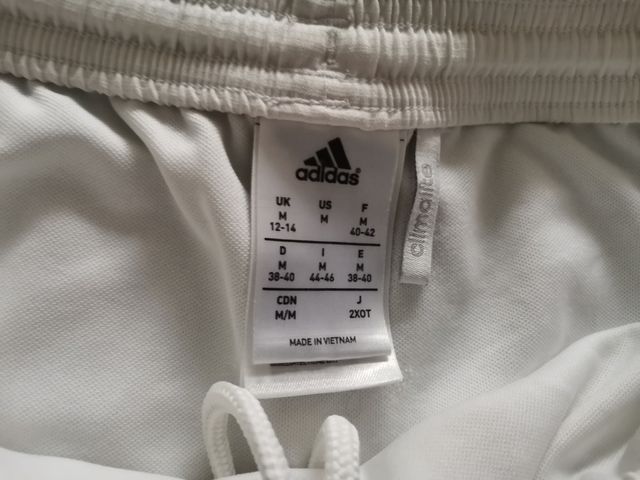 adidas
UK US F
M M M
12-14 40-42
D I E
M M M
38-40 44-46 38-40
CDN J
M/M 2XOT
MADE IN VIETNAM
climalite